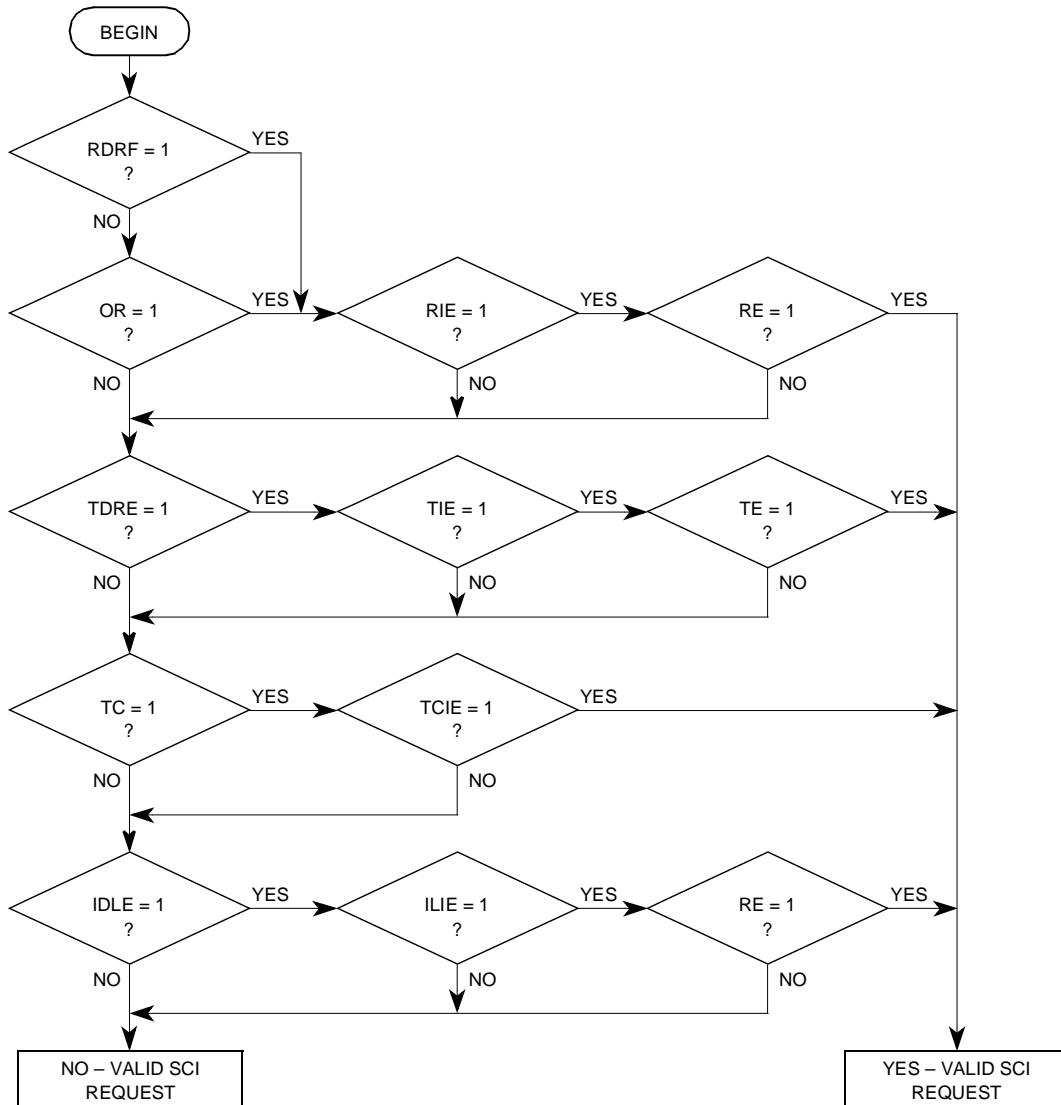 BEGIN
RDRF = 1
?
YES
NO
OR = 1
?
YES
NO
RIE = 1
?
YES
NO
RE = 1
?
YES
NO
TDRE = 1
?
YES
NO
TIE = 1
?
YES
NO
TE = 1
?
YES
NO
TC = 1
?
YES
NO
TCIE = 1
?
YES
NO
IDLE = 1
?
YES
NO
ILIE = 1
?
YES
NO
RE = 1
?
YES
NO
NO – VALID SCI
REQUEST
YES – VALID SCI
REQUEST